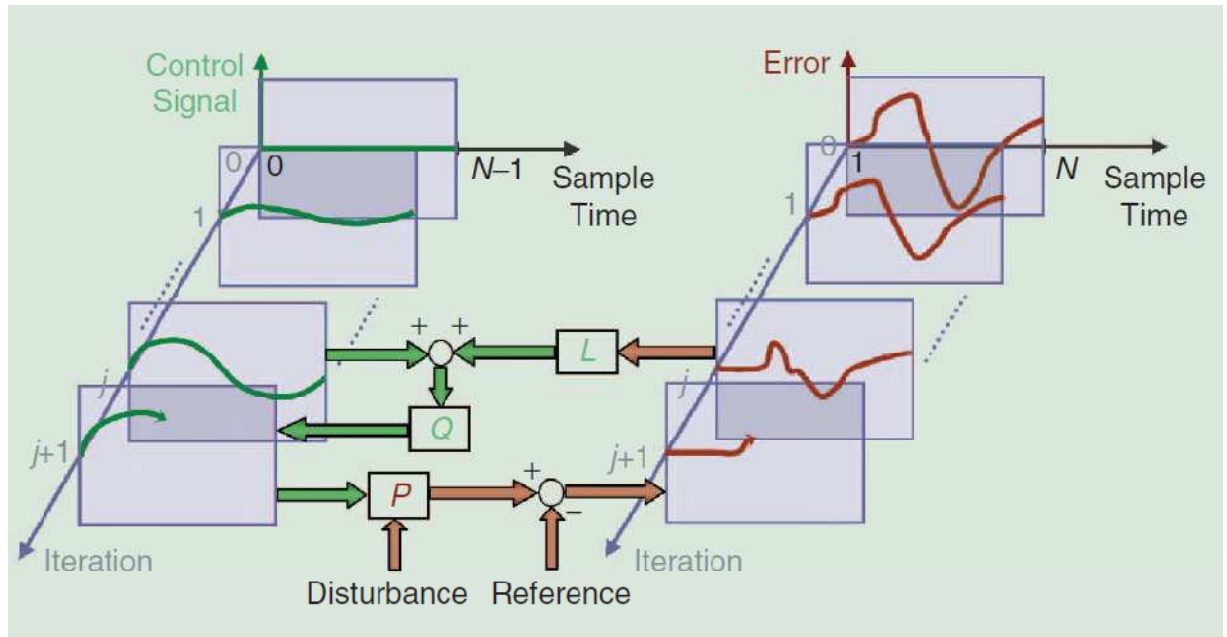 Control
Signal
0
0
N–1
Sample
Time
1
j
j+1
Iteration
Error
0
1
N
Sample
Time
1
j
j+1
Iteration
+
+
L
Q
P
+
–
Disturbance
Reference